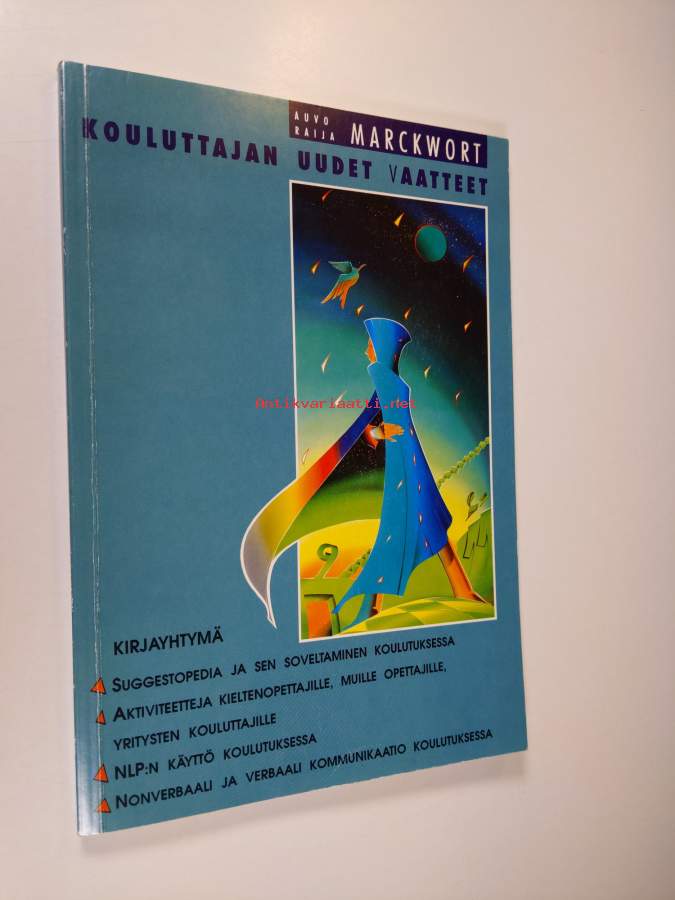 AUVO
RAIJA MARCKWORT
KOULUTTAJAN UUDET VAATTEET
Antikvariaatti.net
KIRJAYHTYMÄ
SUGGESTOPEDIA JA SEN SOVELTAMINEN KOULUTUKSESSA
AKTIVITEETTEJA KIELTENOPETTAJILLE, MUILLE OPETTAJILLE,
YRITYSTEN KOULUTTAJILLE
NLP:N KÄYTTÖ KOULUTUKSESSA
NONVERBAALI JA VERBAALI KOMMUNIKAATIO KOULUTUKSESSA